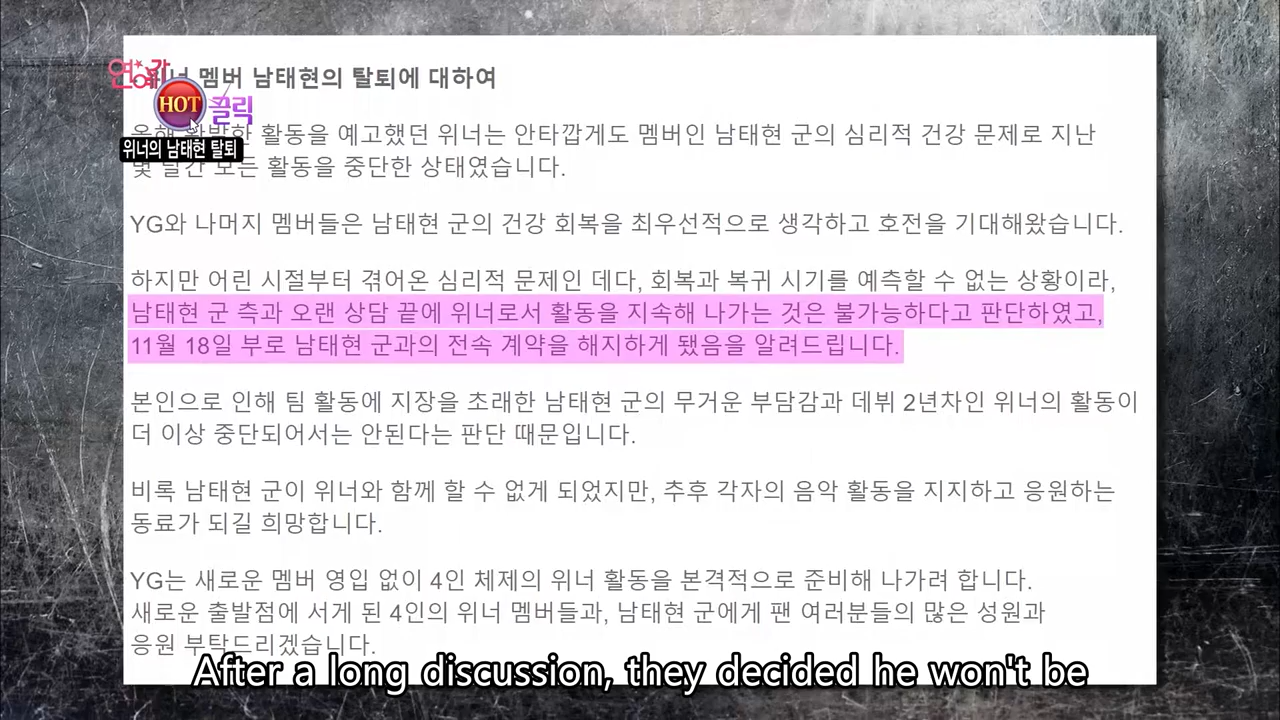 위너 멤버 남태현의 탈퇴에 대하여
연예가
HOT 클릭
위너의 남태현 탈퇴
올해 활발한 활동을 예고했던 위너는 안타깝게도 멤버인 남태현 군의 심리적 건강 문제로 지난
몇 달간 모든 활동을 중단한 상태였습니다.
YG와 나머지 멤버들은 남태현 군의 건강 회복을 최우선적으로 생각하고 호전을 기대해왔습니다.
하지만 어린 시절부터 겪어온 심리적 문제인 데다, 회복과 복귀 시기를 예측할 수 없는 상황이라,
남태현 군 측과 오랜 상담 끝에 위너로서 활동을 지속해 나가는 것은 불가능하다고 판단하였고,
11월 18일 부로 남태현 군과의 전속 계약을 해지하게 됐음을 알려드립니다.
본인으로 인해 팀 활동에 지장을 초래한 남태현 군의 무거운 부담감과 데뷔 2년차인 위너의 활동이
더 이상 중단되어서는 안된다는 판단 때문입니다.
비록 남태현 군이 위너와 함께 할 수 없게 되었지만, 추후 각자의 음악 활동을 지지하고 응원하는
동료가 되길 희망합니다.
YG는 새로운 멤버 영입 없이 4인 체제의 위너 활동을 본격적으로 준비해 나가려 합니다.
새로운 출발점에 서게 된 4인의 위너 멤버들과, 남태현 군에게 팬 여러분들의 많은 성원과
응원 부탁드리겠습니다.
After a long discussion, they decided he won't be